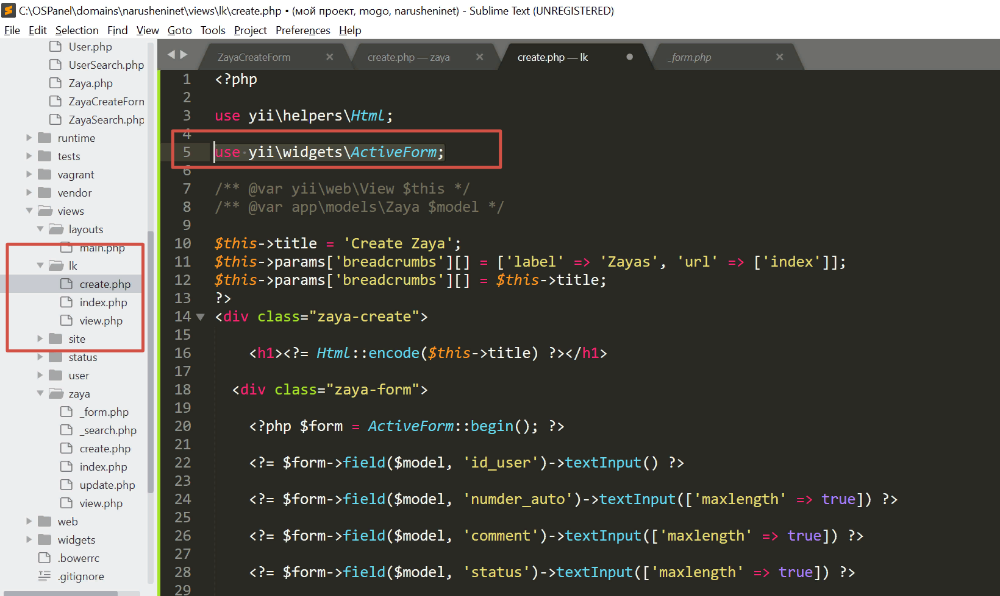 C:\OSPanel\domains\narusheninet\views\lk\create.php • (мой проект, mogo, narusheninet) - Sublime Text (UNREGISTERED)
File Edit Selection Find View Goto Tools Project Preferences Help
User.php
UserSearch.php
Zaya.php
ZayaCreateForm
ZayaSearch.php
runtime
tests
vagrant
vendor
views
layouts
main.php
lk
create.php
index.php
view.php
site
status
user
zaya
_form.php
_search.php
create.php
index.php
update.php
view.php
web
widgets
.bowerrc
.gitignore
ZayaCreateForm
create.php — zaya
create.php — lk
_form.php
1 <?php
2
3 use yii\helpers\Html;
4
5 use yii\widgets\ActiveForm;
6
7 /** @var yii\web\View $this */
8 /** @var app\models\Zaya $model */
9
10 $this->title = 'Create Zaya';
11 $this->params['breadcrumbs'][] = ['label' => 'Zayas', 'url' => ['index']];
12 $this->params['breadcrumbs'][] = $this->title;
13 ?>
14 <div class="zaya-create">
15
16 <h1><?= Html::encode($this->title) ?></h1>
17
18 <div class="zaya-form">
19
20 <?php $form = ActiveForm::begin(); ?>
21
22 <?= $form->field($model, 'id_user')->textInput() ?>
23
24 <?= $form->field($model, 'numder_auto')->textInput(['maxlength' => true]) ?>
25
26 <?= $form->field($model, 'comment')->textInput(['maxlength' => true]) ?>
27
28 <?= $form->field($model, 'status')->textInput(['maxlength' => true]) ?>
29